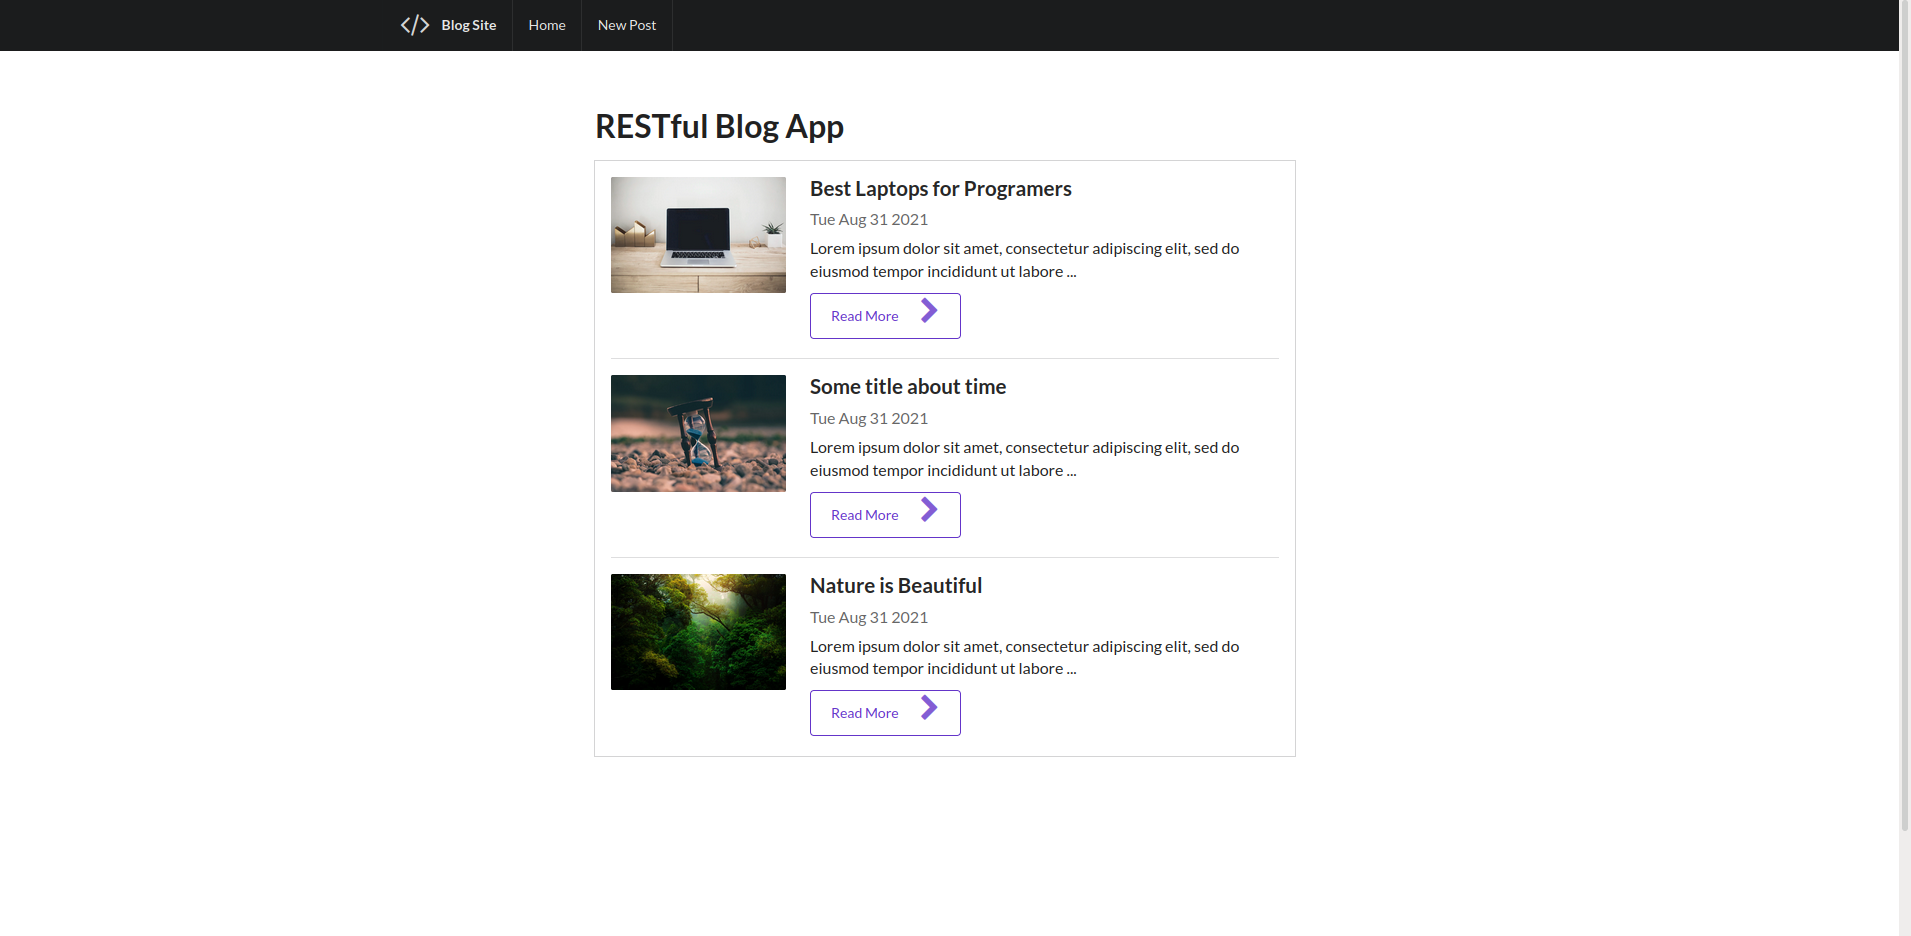 Blog Site
Home
New Post
RESTful Blog App
Best Laptops for Programers
Tue Aug 31 2021
Lorem ipsum dolor sit amet, consectetur adipiscing elit, sed do
eiusmod tempor incididunt ut labore ...
Read More
Some title about time
Tue Aug 31 2021
Lorem ipsum dolor sit amet, consectetur adipiscing elit, sed do
eiusmod tempor incididunt ut labore ...
Read More
Nature is Beautiful
Tue Aug 31 2021
Lorem ipsum dolor sit amet, consectetur adipiscing elit, sed do
eiusmod tempor incididunt ut labore ...
Read More